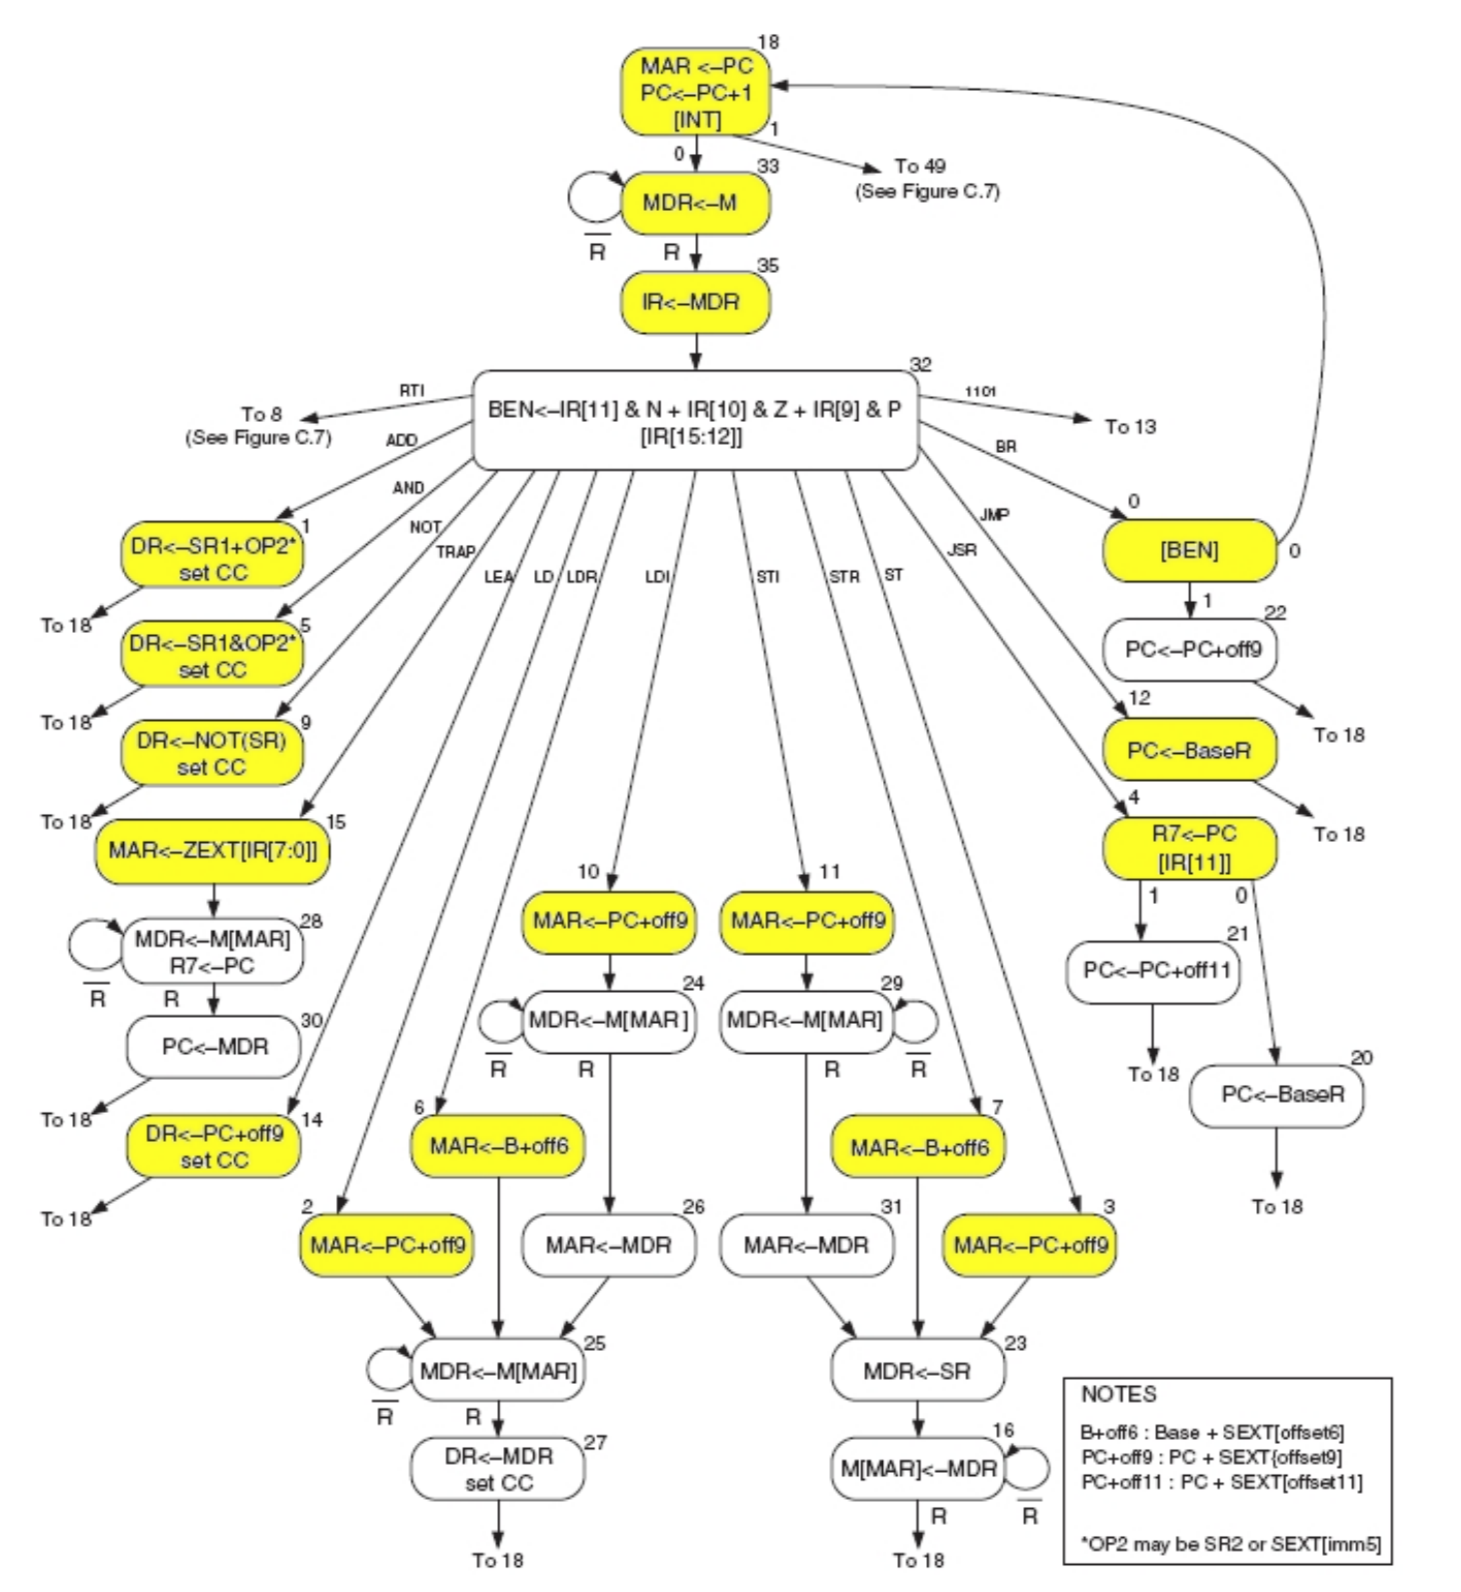 18
MAR <–PC
PC<–PC+1
[INT]
1
0
To 49
(See Figure C.7)
33
MDR<–M
R
R
35
IR<–MDR
32
BEN<–IR[11] & N + IR[10] & Z + IR[9] & P
[IR[15:12]]
RTI
To 8
(See Figure C.7)
1101
To 13
ADD
AND
NOT
TRAP
LEA
LD
LDR
LDI
STI
STR
ST
JSR
JMP
BR
1
DR<–SR1+OP2*
set CC
To 18
5
DR<–SR1&OP2*
set CC
To 18
9
DR<–NOT(SR)
set CC
To 18
15
MAR<–ZEXT[IR[7:0]]
28
MDR<–M[MAR]
R7<–PC
R
R
30
PC<–MDR
To 18
14
DR<–PC+off9
set CC
To 18
2
MAR<–PC+off9
6
MAR<–B+off6
10
MAR<–PC+off9
24
MDR<–M[MAR]
R
R
26
MAR<–MDR
25
MDR<–M[MAR]
R
R
27
DR<–MDR
set CC
To 18
11
MAR<–PC+off9
29
MDR<–M[MAR]
R
R
31
MAR<–MDR
7
MAR<–B+off6
3
MAR<–PC+off9
23
MDR<–SR
16
M[MAR]<–MDR
R
R
To 18
0
[BEN]
0
1
22
PC<–PC+off9
To 18
12
PC<–BaseR
To 18
4
R7<–PC
[IR[11]]
1
0
21
PC<–PC+off11
To 18
20
PC<–BaseR
To 18
NOTES
B+off6 : Base + SEXT[offset6]
PC+off9 : PC + SEXT{offset9]
PC+off11 : PC + SEXT[offset11]
*OP2 may be SR2 or SEXT[imm5]